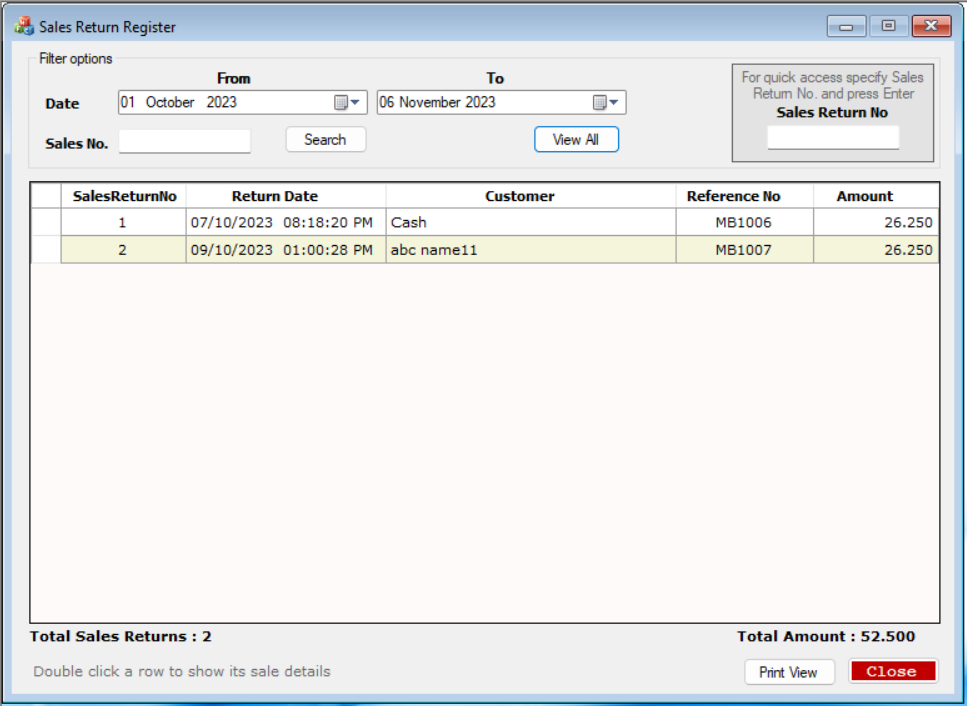 Sales Return Register
Filter options
From To
Date 01 October 2023 06 November 2023
Sales No. Search View All
For quick access specify Sales
Return No. and press Enter
Sales Return No
SalesReturnNo Return Date Customer Reference No Amount
1 07/10/2023 08:18:20 PM Cash MB1006 26.250
2 09/10/2023 01:00:28 PM abc name11 MB1007 26.250
Total Sales Returns : 2 Total Amount : 52.500
Double click a row to show its sale details Print View Close